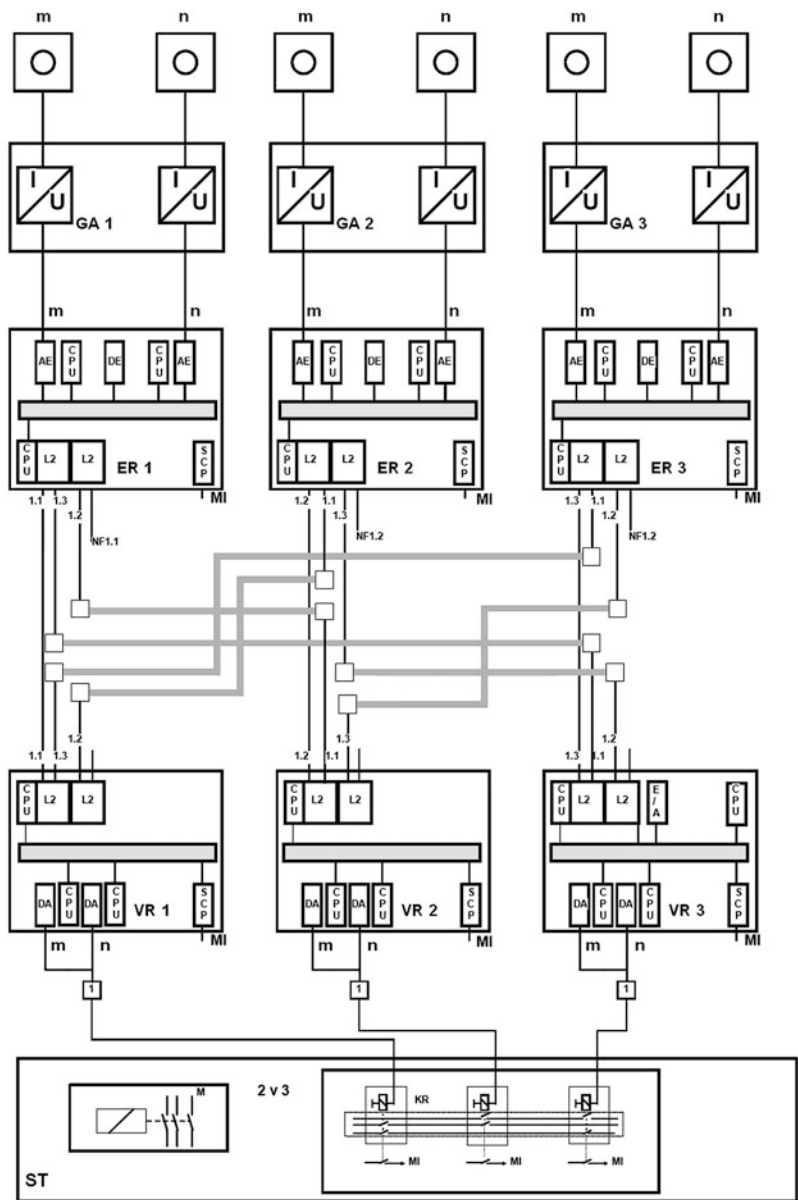 m n m n m n
I U I U I U I U I U I U
GA 1 GA 2 GA 3
m n m n m n
AE CPU DE CPU AE AE CPU DE CPU AE AE CPU DE CPU AE
CPU L2 L2 ER 1 SCP CPU L2 L2 ER 2 SCP CPU L2 L2 ER 3 SCP
MI MI MI
1.1 1.3 1.2 1.2 1.1 1.3 1.3 1.1 1.2
NF1.1 NF1.2 NF1.2
1.2 1.3 1.2
1.1 1.3 1.2 1.1 1.3 1.1
CPU L2 L2 CPU L2 L2 CPU L2 L2 E/A CPU
DA CPU DA CPU VR 1 SCP DA CPU DA CPU VR 2 SCP DA CPU DA CPU VR 3 SCP
m n MI m n MI m n MI
1 1 1
M 2 v 3 KR
MI MI MI
ST